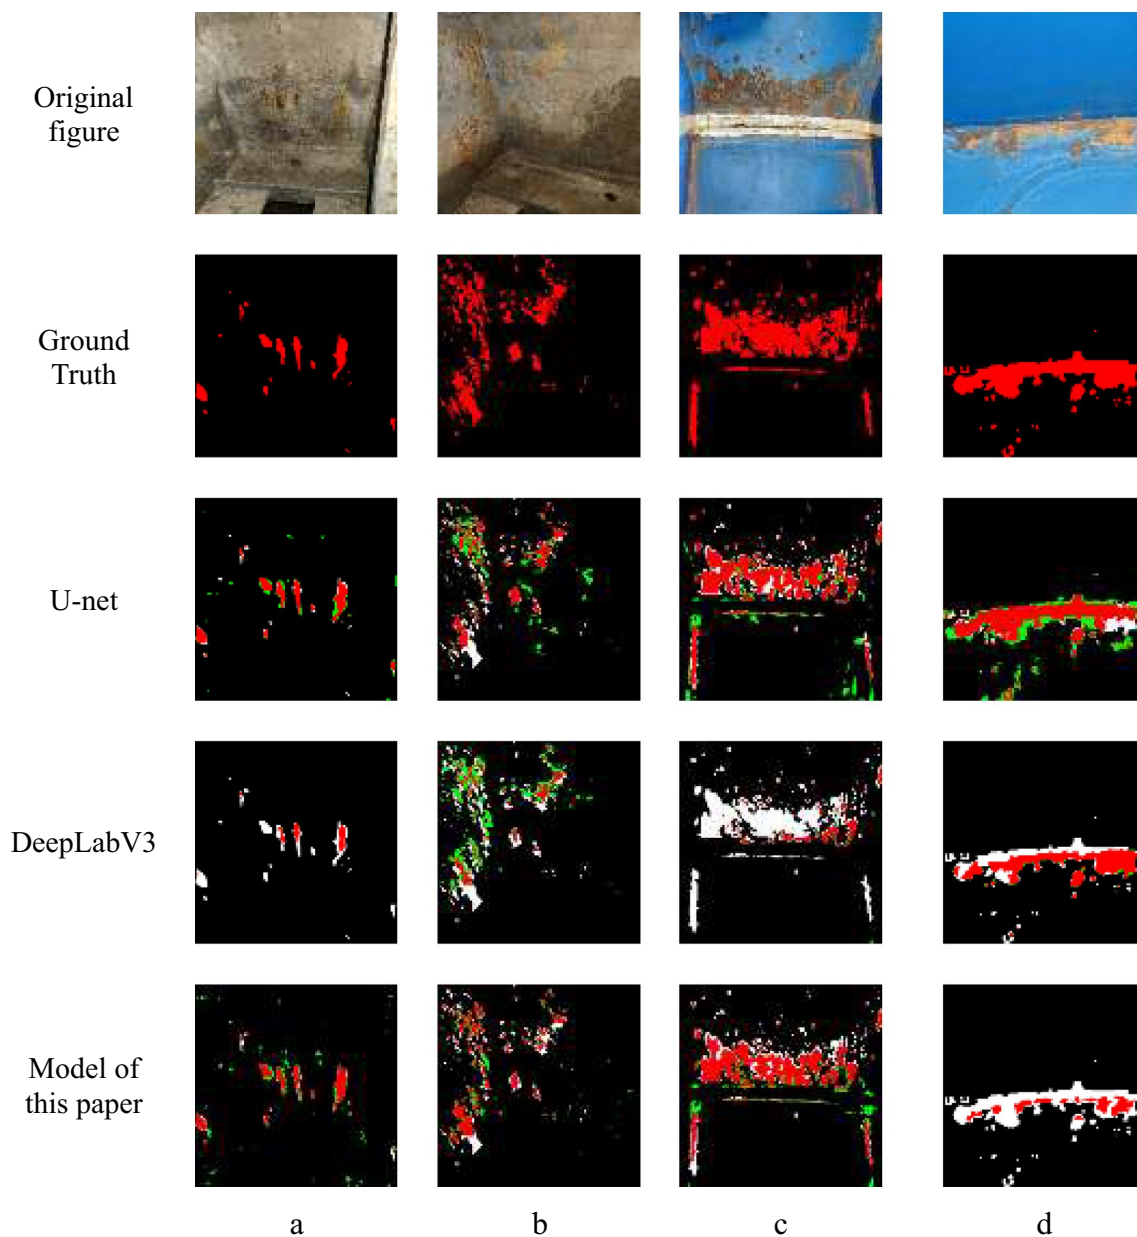 Original
figure
Ground
Truth
U-net
DeepLabV3
Model of
this paper
a
b
c
d